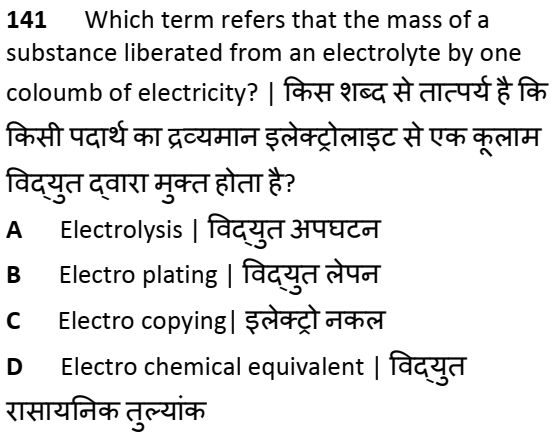 141 Which term refers that the mass of a
substance liberated from an electrolyte by one
coloumb of electricity? | किस शब्द से तात्पर्य है कि
किसी पदार्थ का द्रव्यमान इलेक्ट्रोलाइट से एक कूलाम
विद्युत द्वारा मुक्त होता है?
A Electrolysis | विद्युत अपघटन
B Electro plating | विद्युत लेपन
C Electro copying| इलेक्ट्रो नकल
D Electro chemical equivalent | विद्युत
रासायनिक तुल्यांक